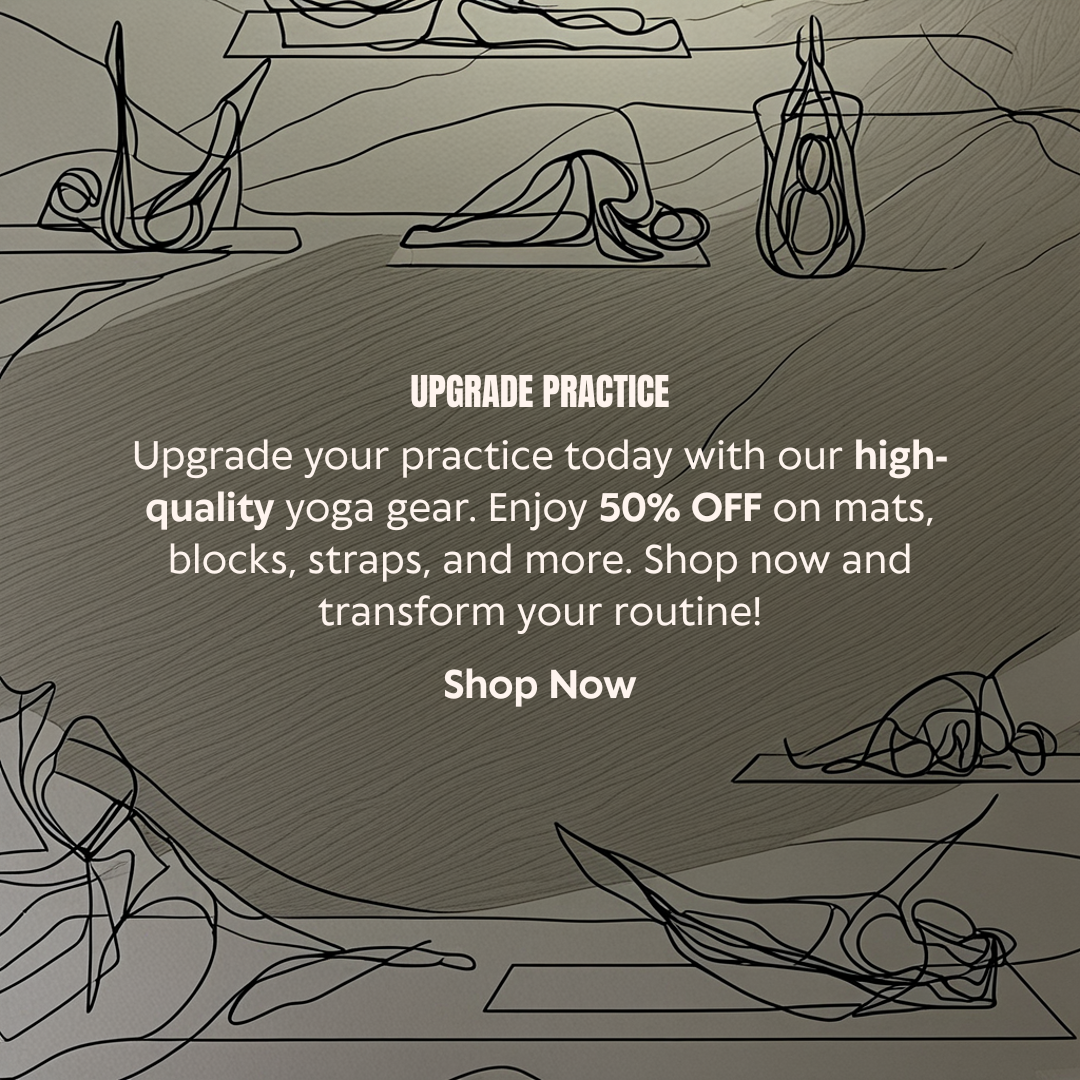 UPGRADE PRACTICE
Upgrade your practice today with our high-
quality yoga gear. Enjoy 50% OFF on mats,
blocks, straps, and more. Shop now and
transform your routine!
Shop Now